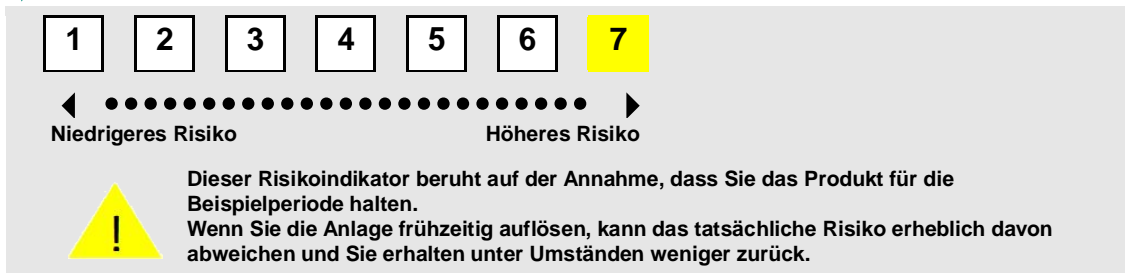 1 2 3 4 5 6 7
Niedrigeres Risiko Höheres Risiko
Dieser Risikoindikator beruht auf der Annahme, dass Sie das Produkt für die
Beispielperiode halten.
! Wenn Sie die Anlage frühzeitig auflösen, kann das tatsächliche Risiko erheblich davon
abweichen und Sie erhalten unter Umständen weniger zurück.